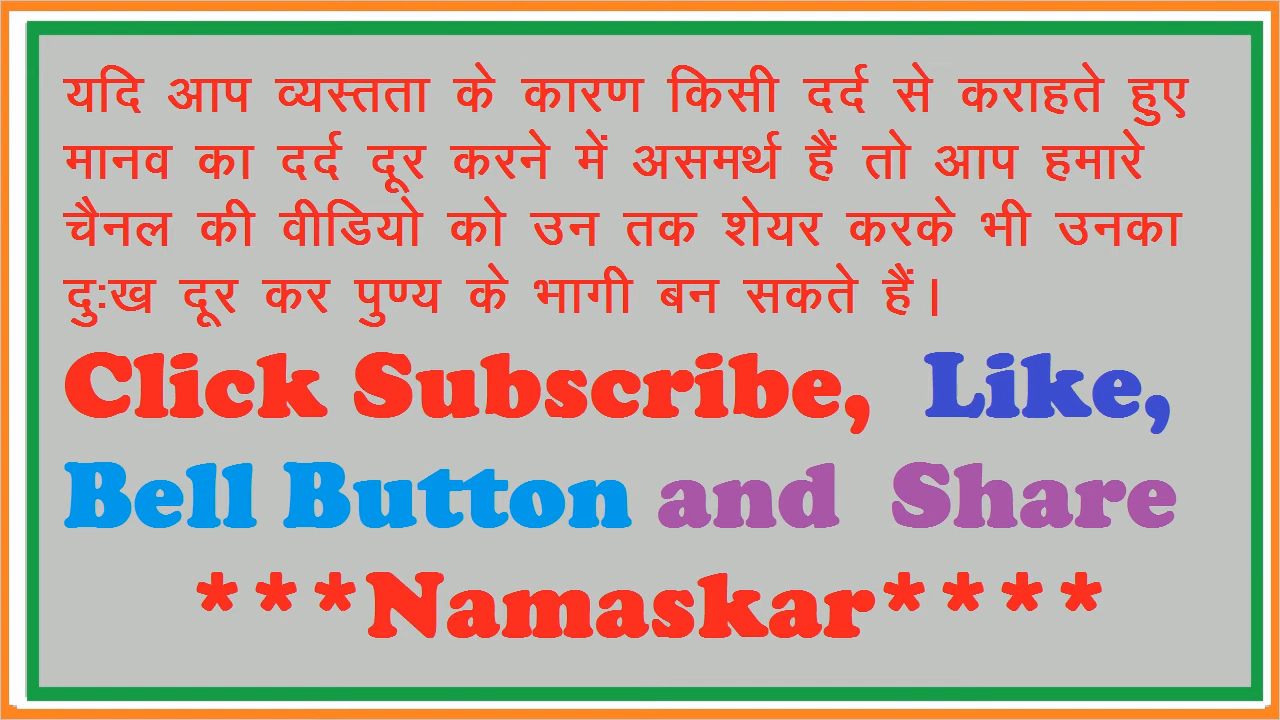 यदि आप व्यस्तता के कारण किसी दर्द से कराहते हुए
मानव का दर्द दूर करने में असमर्थ हैं तो आप हमारे
चैनल की वीडियो को उन तक शेयर करके भी उनका
दुःख दूर कर पुण्य के भागी बन सकते हैं।
Click Subscribe, Like,
Bell Button and Share
***Namaskar****